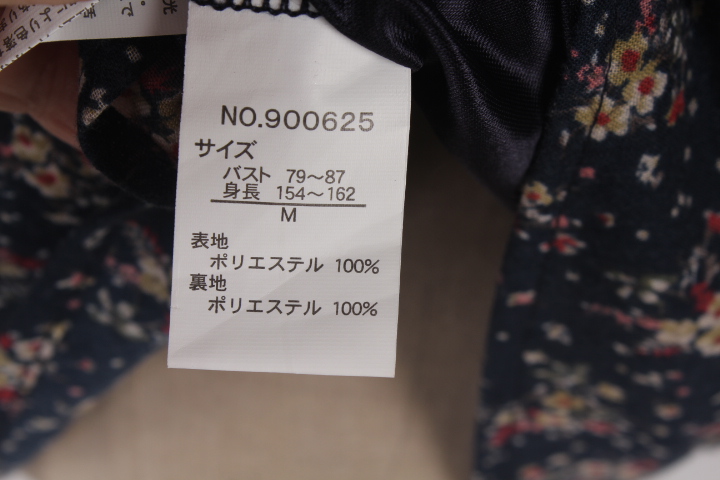 NO.900625
サイズ
バスト 79～87
身長 154～162
M
表地
ポリエステル 100%
裏地
ポリエステル 100%